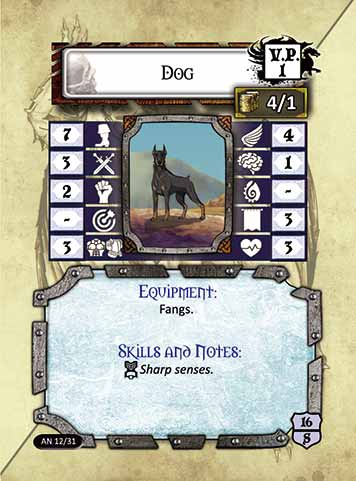 Dog
V.P.
1
4/1
7 4
3 1
2 -
- 3
3 3
Equipment:
Fangs.
Skills and Notes:
Sharp senses.
AN 12/31
16
S